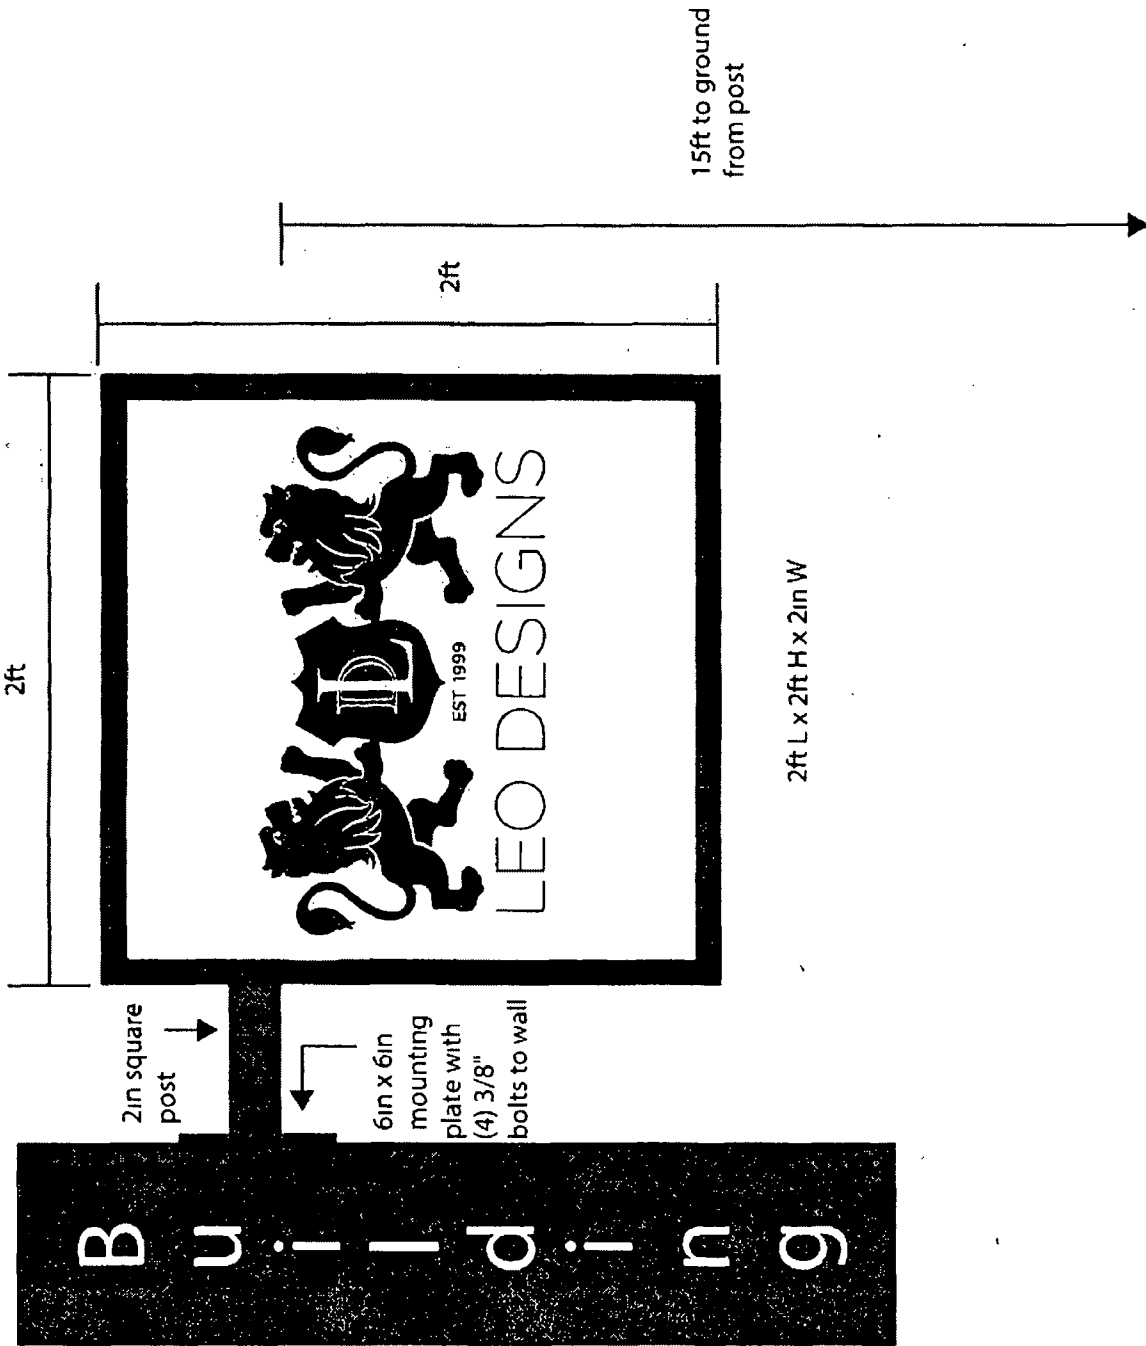 2ft
2ft
15ft to ground
from post
2in square
post
6in x 6in
mounting
plate with
(4) 3/8"
bolts to wall
Building
DL
EST 1999
LEO DESIGNS
2ft L x 2ft H x 2in W